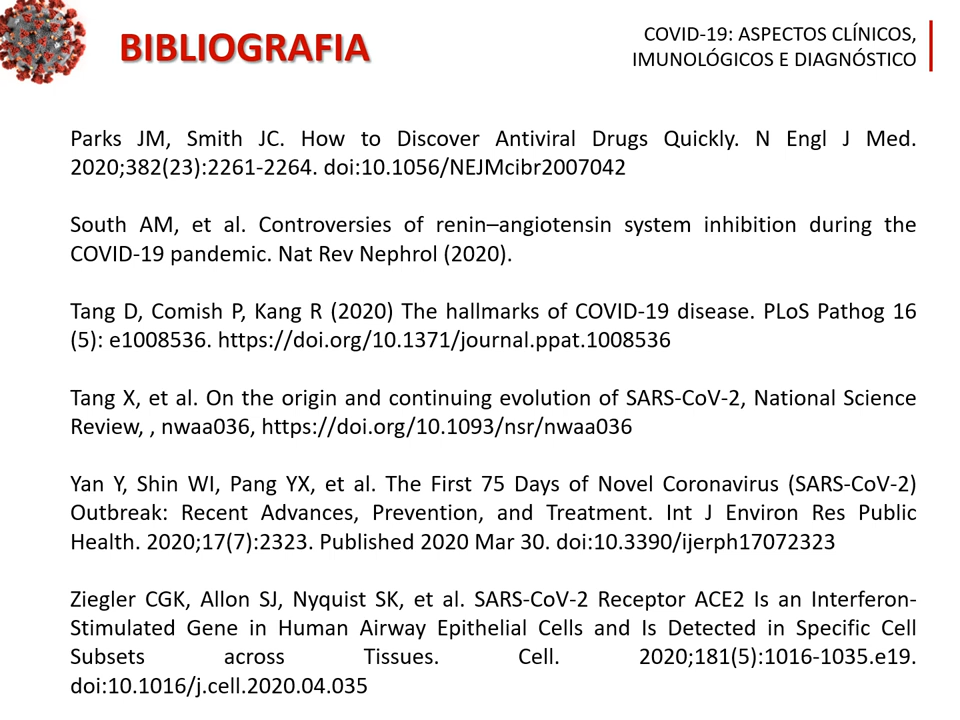 BIBLIOGRAFIA
COVID-19: ASPECTOS CLÍNICOS,
IMUNOLÓGICOS E DIAGNÓSTICO
Parks JM, Smith JC. How to Discover Antiviral Drugs Quickly. N Engl J Med.
2020;382(23):2261-2264. doi:10.1056/NEJMcibr2007042
South AM, et al. Controversies of renin–angiotensin system inhibition during the
COVID-19 pandemic. Nat Rev Nephrol (2020).
Tang D, Comish P, Kang R (2020) The hallmarks of COVID-19 disease. PLoS Pathog 16
(5): e1008536. https://doi.org/10.1371/journal.ppat.1008536
Tang X, et al. On the origin and continuing evolution of SARS-CoV-2, National Science
Review, , nwaa036, https://doi.org/10.1093/nsr/nwaa036
Yan Y, Shin WI, Pang YX, et al. The First 75 Days of Novel Coronavirus (SARS-CoV-2)
Outbreak: Recent Advances, Prevention, and Treatment. Int J Environ Res Public
Health. 2020;17(7):2323. Published 2020 Mar 30. doi:10.3390/ijerph17072323
Ziegler CGK, Allon SJ, Nyquist SK, et al. SARS-CoV-2 Receptor ACE2 Is an Interferon-
Stimulated Gene in Human Airway Epithelial Cells and Is Detected in Specific Cell
Subsets across Tissues. Cell. 2020;181(5):1016-1035.e19.
doi:10.1016/j.cell.2020.04.035